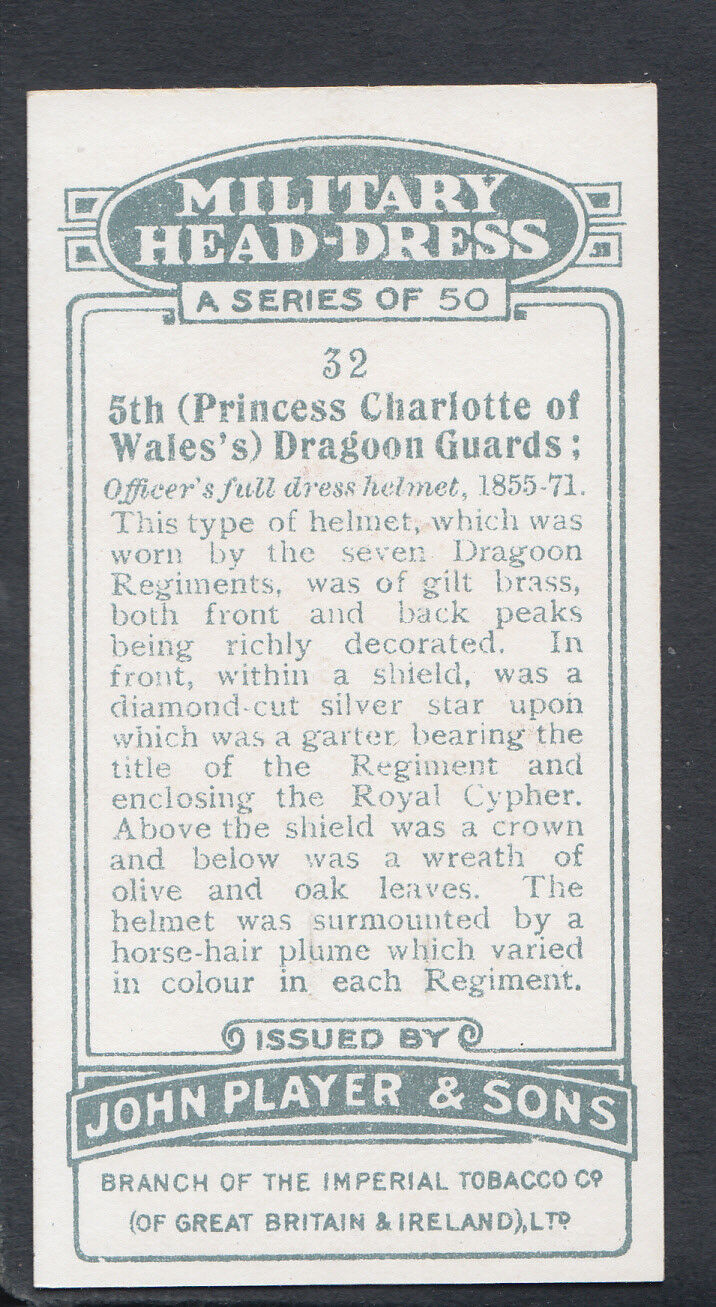 MILITARY
HEAD-DRESS
A SERIES OF 50
32
5th (Princess Charlotte of
Wales's) Dragoon Guards;
Officer's full dress helmet, 1855-71.
This type of helmet, which was
worn by the seven Dragoon
Regiments, was of gilt brass,
both front and back peaks
being richly decorated. In
front, within a shield, was a
diamond-cut silver star upon
which was a garter bearing the
title of the Regiment and
enclosing the Royal Cypher.
Above the shield was a crown
and below was a wreath of
olive and oak leaves. The
helmet was surmounted by a
horse-hair plume which varied
in colour in each Regiment.
ISSUED BY
JOHN PLAYER & SONS
BRANCH OF THE IMPERIAL TOBACCO CO
(OF GREAT BRITAIN & IRELAND), LTD